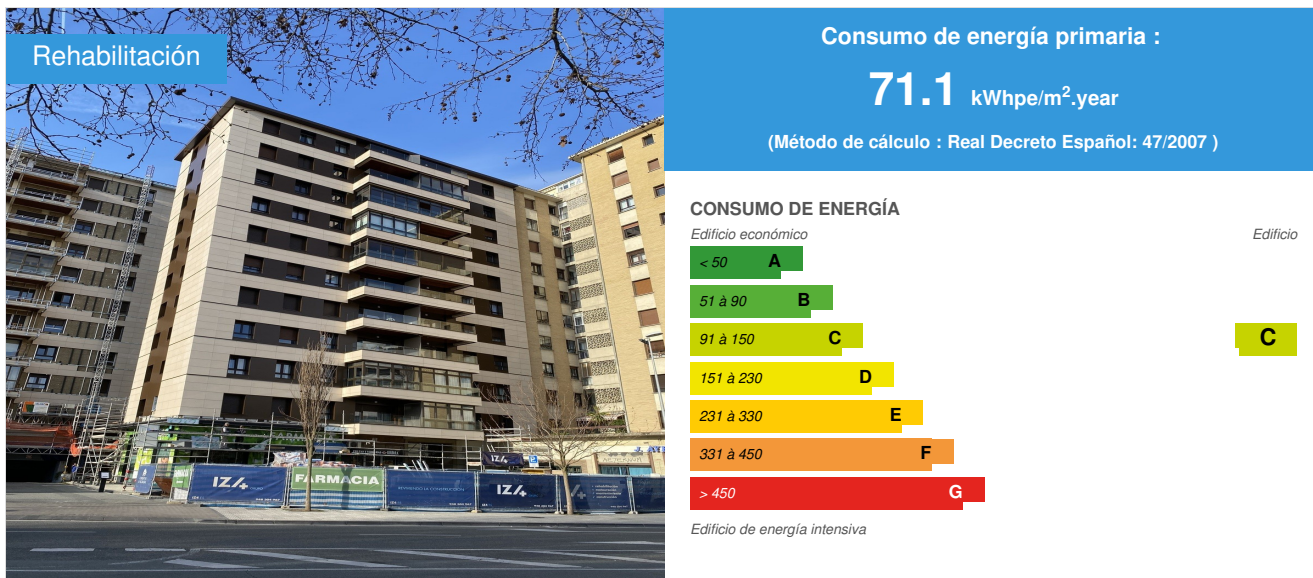 Rehabilitación
Consumo de energía primaria :
71.1 kWhpe/m².year
(Método de cálculo : Real Decreto Español: 47/2007 )
CONSUMO DE ENERGÍA
Edificio económico
Edificio
< 50 A
51 à 90 B
91 à 150 C
C
151 à 230 D
231 à 330 E
331 à 450 F
> 450 G
Edificio de energía intensiva
IZ4
FARMACIA
IZ4